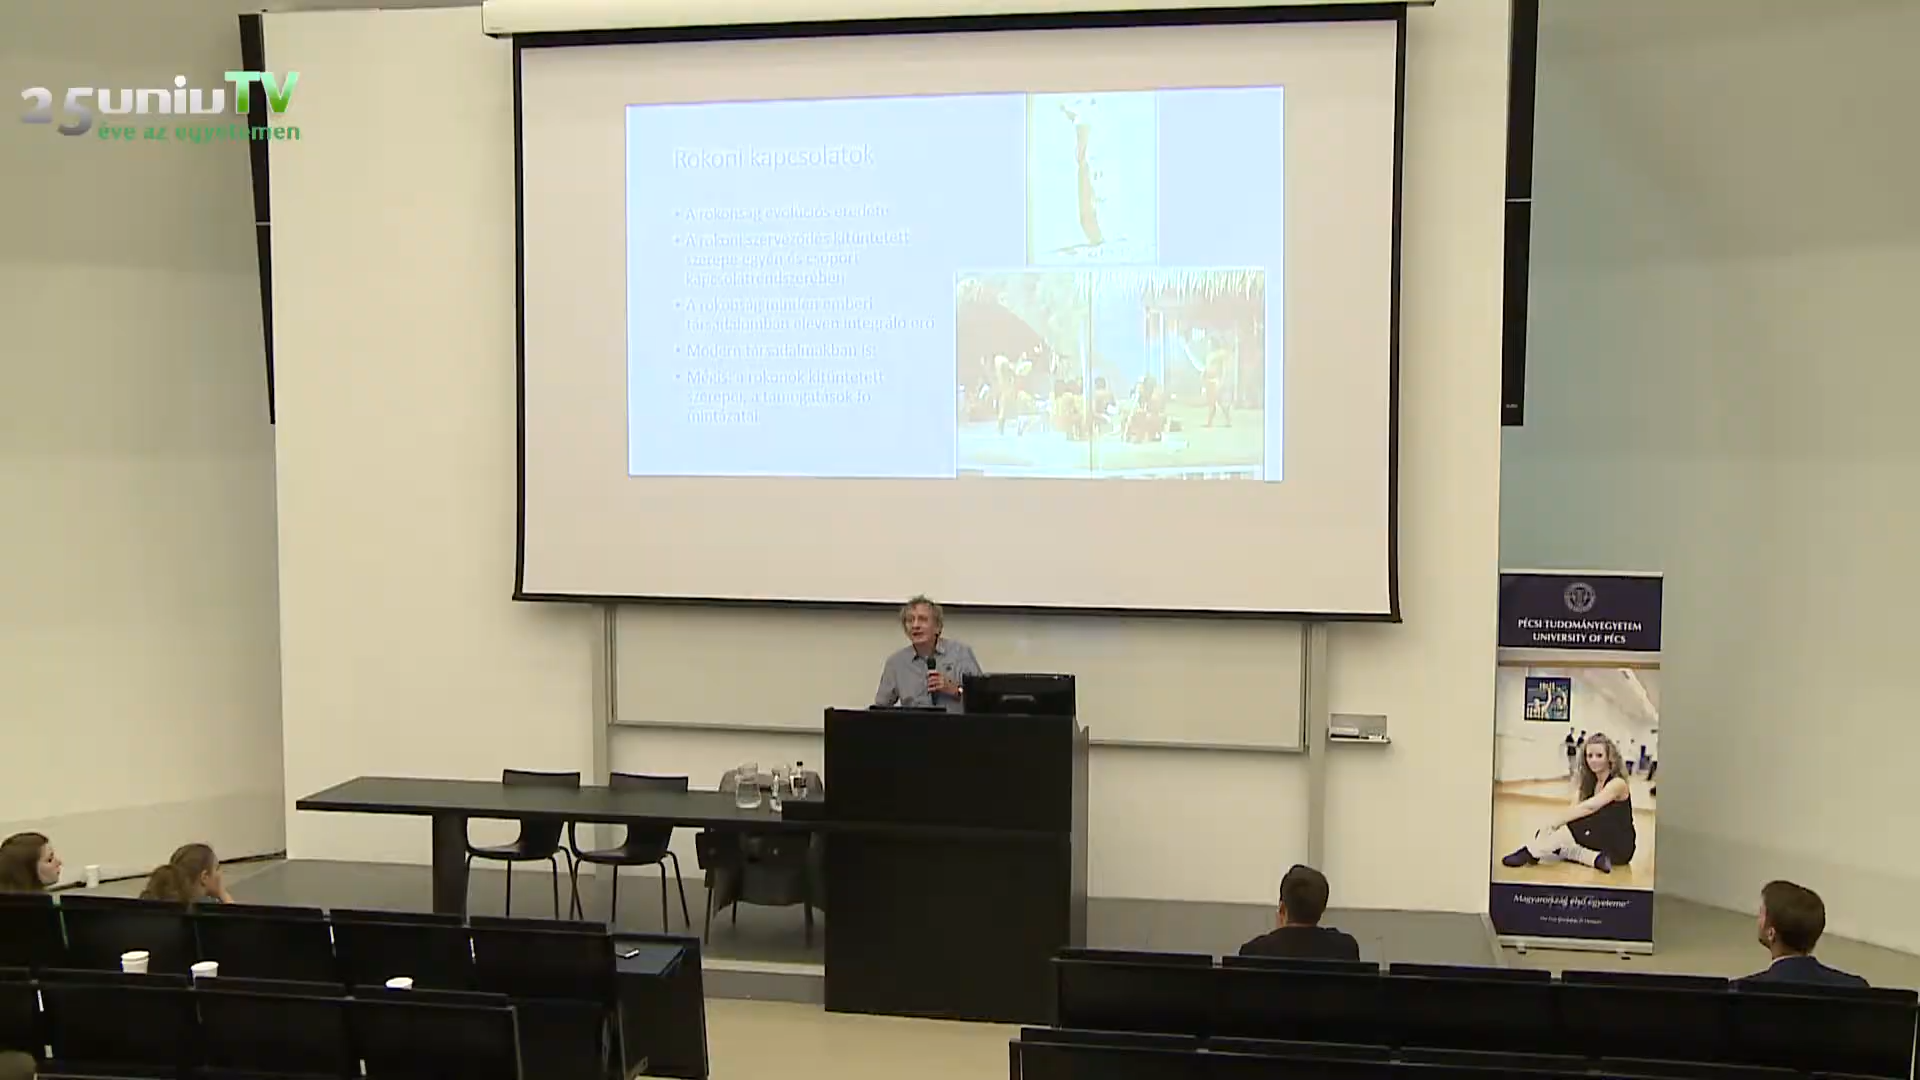 25 uniuTV
éve az egyetemen
Rokoni kapcsolatok
• A rokonság evolúciós eredete
• A rokoni szerveződés kitüntetett
szerepe egyén és csoport
kapcsolatrendszerében
• A rokonság minden emberi
társadalomban eleven integráló erő
• Modern társadalmakban is:
• Mégis: a rokonok kitüntetett
szerepei, a támogatások fő
mintázatai
PÉCSI TUDOMÁNYEGYETEM
UNIVERSITY OF PÉCS
Magyarország első egyeteme